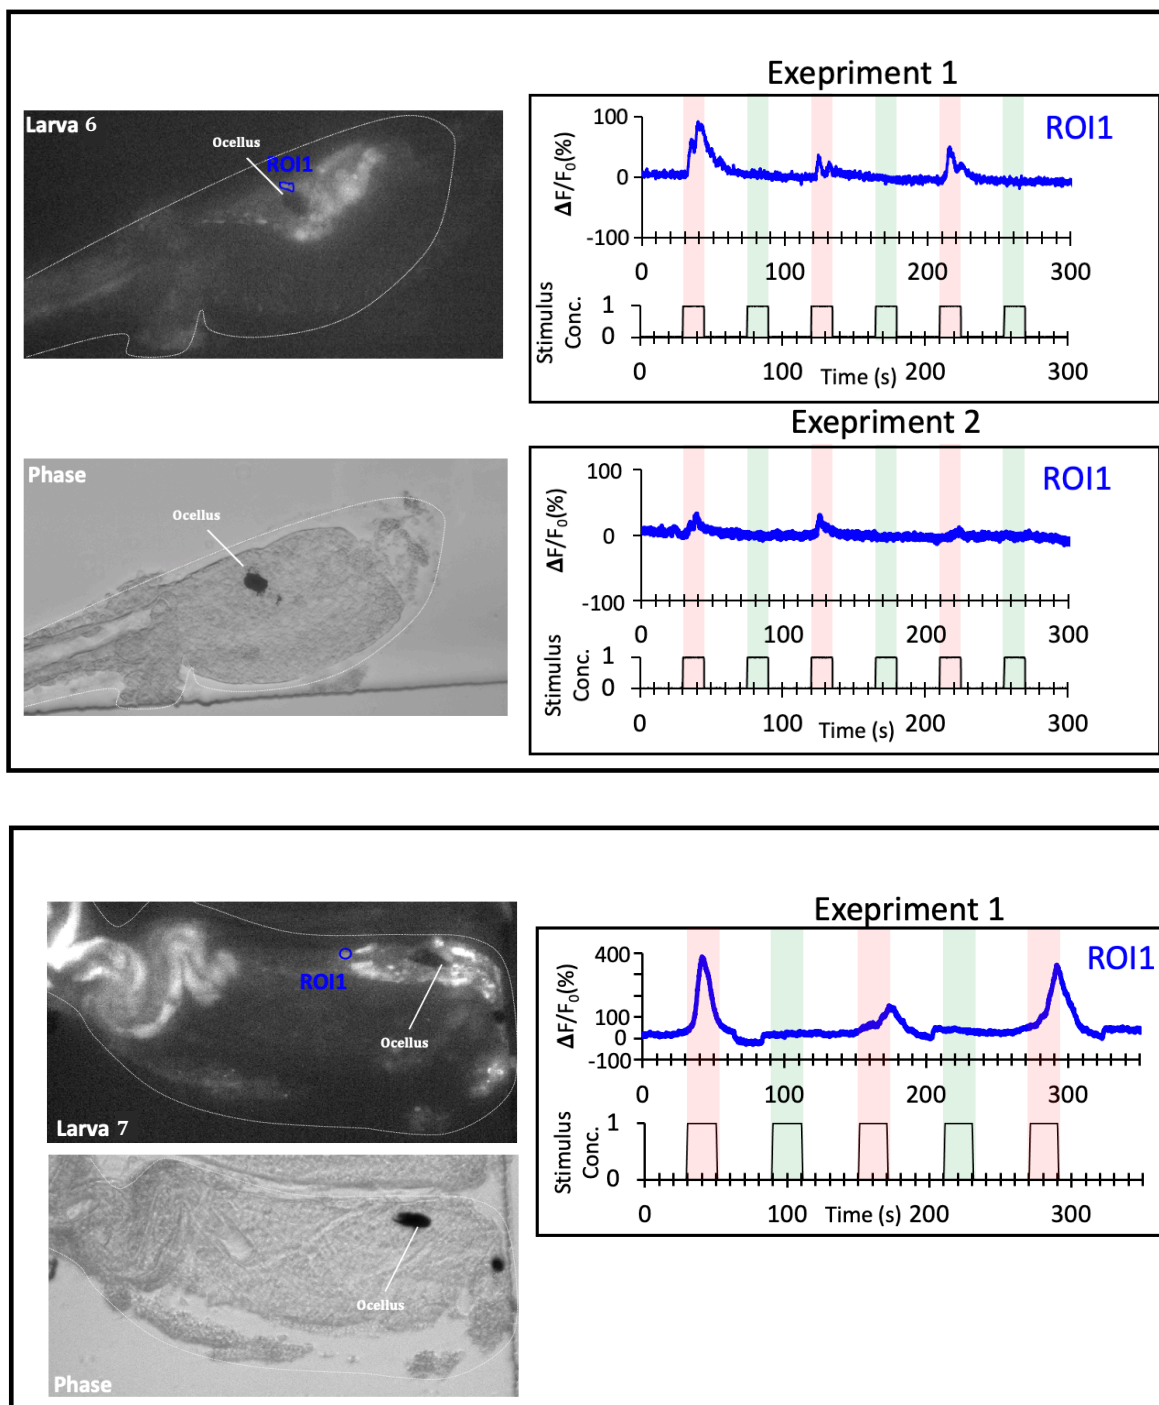 Larva 6
Ocellus
ROI1
Phase
Ocellus
Exepriment 1
ROI1
ΔF/F0(%)
100
0
-100
0 100 200 300
Stimulus
Conc.
1
0
0 100 Time (s) 200 300
Exepriment 2
ROI1
ΔF/F0(%)
100
0
-100
0 100 200 300
Stimulus
Conc.
1
0
0 100 Time (s) 200 300
ROI1
Ocellus
Larva 7
Ocellus
Phase
Exepriment 1
ROI1
ΔF/F0(%)
400
100
0
-100
0 100 200 300
Stimulus
Conc.
1
0
0 100 Time (s) 200 300